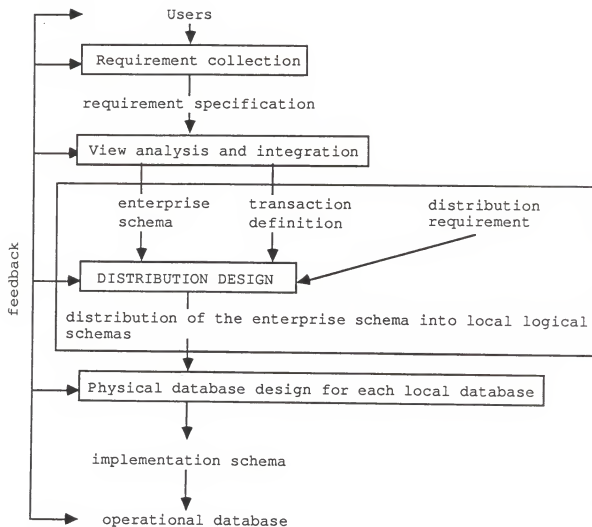 Users
Requirement collection
requirement specification
View analysis and integration
enterprise
schema
transaction
definition
distribution
requirement
DISTRIBUTION DESIGN
distribution of the enterprise schema into local logical
schemas
Physical database design for each local database
implementation schema
operational database
feedback